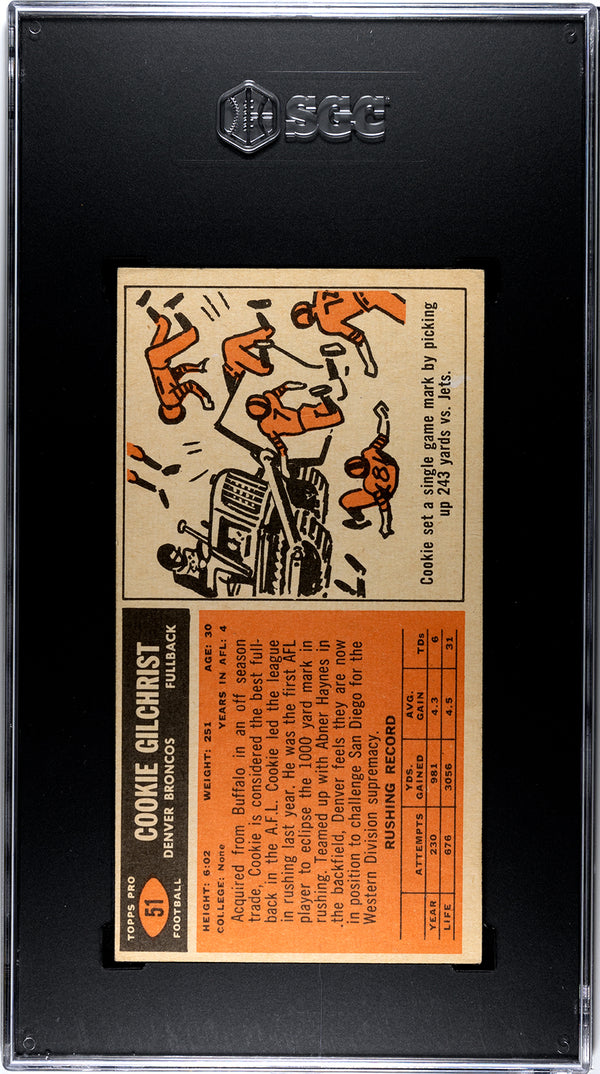 SGC
TOPPS PRO
51
FOOTBALL
COOKIE GILCHRIST
DENVER BRONCOS FULLBACK
HEIGHT: 6:02 WEIGHT: 251 AGE: 30
COLLEGE: None YEARS IN AFL: 4
Acquired from Buffalo in an off season
trade, Cookie is considered the best full-
back in the A.F.L. Cookie led the league
in rushing last year. He was the first AFL
player to eclipse the 1000 yard mark in
rushing. Teamed up with Abner Haynes in
the backfield, Denver feels they are now
in position to challenge San Diego for the
Western Division supremacy.
RUSHING RECORD
ATTEMPTS YDS. GAINED AVG. GAIN TDs
YEAR 230 981 4.3 6
LIFE 676 3056 4.5 31
7
81
77
Cookie set a single game mark by picking
up 243 yards vs. Jets.